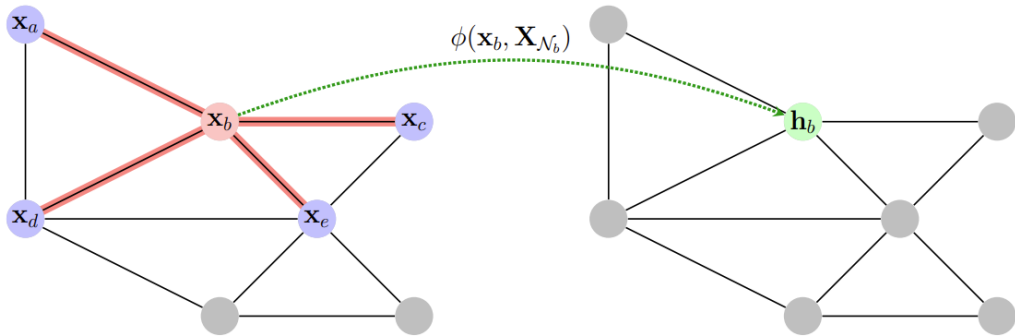 x_a
ϕ(x_b, X_{N_b})
x_b
x_c
h_b
x_d
x_e